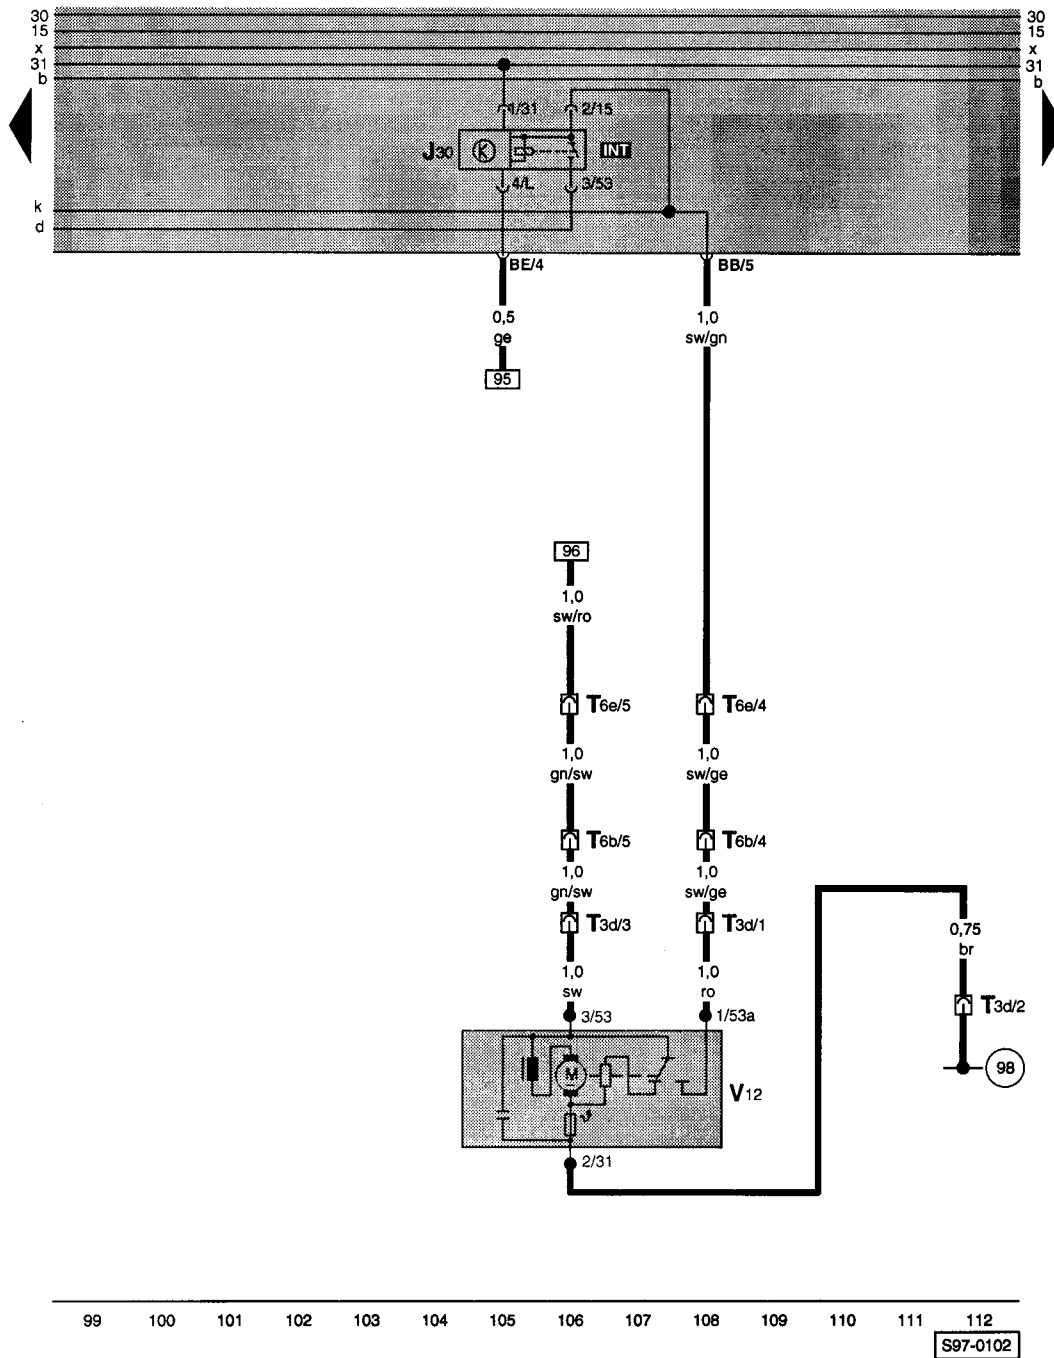 30 30
15 15
x x
31 31
b b
1/31 2/15
J30 K INT
4/L 3/53
k
d
BE/4 BB/5
0,5 1,0
ge sw/gn
95
96
1,0
sw/ro
T6e/5 T6e/4
1,0 1,0
gn/sw sw/ge
T6b/5 T6b/4
1,0 1,0
gn/sw sw/ge
T3d/3 T3d/1
0,75
br
1,0 1,0
sw ro
T3d/2
3/53 1/53a
98
M
V12
2/31
99 100 101 102 103 104 105 106 107 108 109 110 111 112
S97-0102